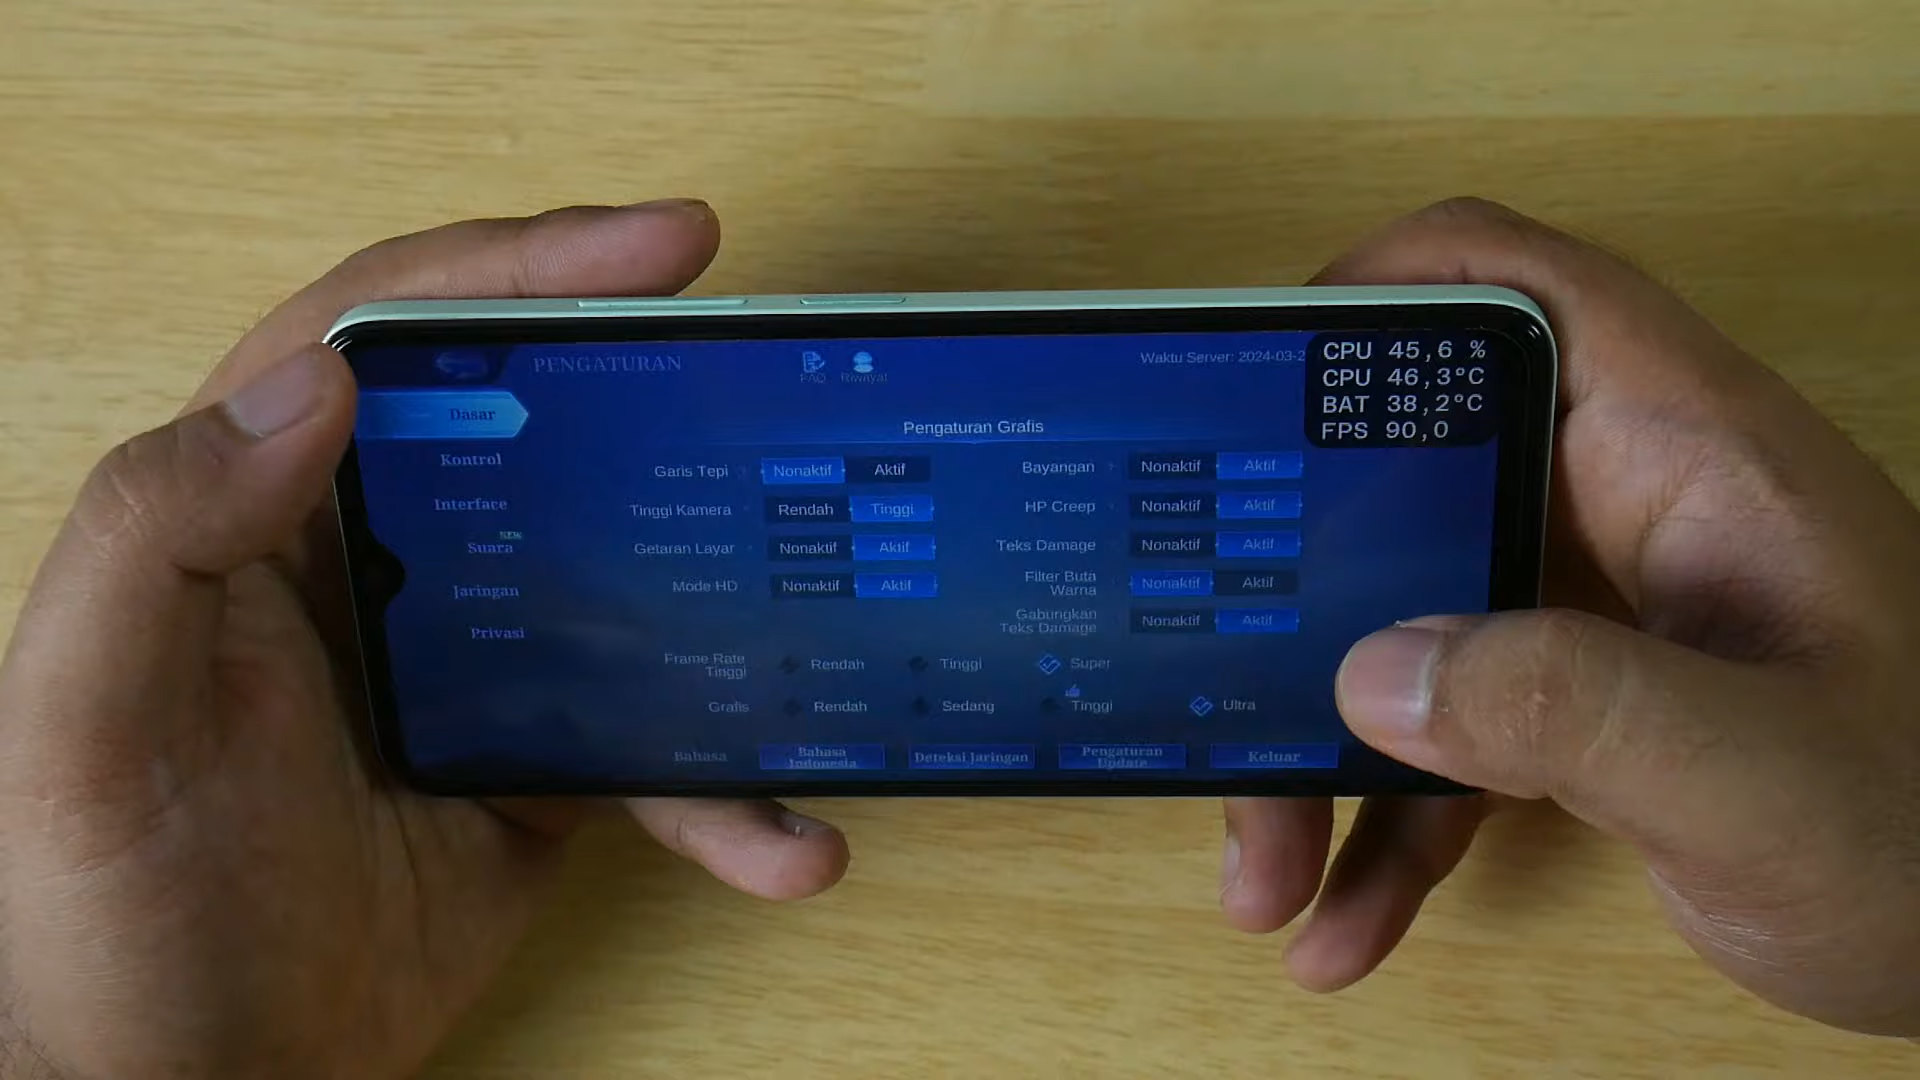 PENGATURAN
FAQ
Riwayat
Waktu Server: 2024-03-2
CPU 45,6 %
CPU 46,3°C
BAT 38,2°C
FPS 90,0
Dasar
Kontrol
Interface
NEW
Suara
Jaringan
Privasi
Pengaturan Grafis
Garis Tepi Nonaktif Aktif
Bayangan Nonaktif Aktif
Tinggi Kamera Rendah Tinggi
HP Creep Nonaktif Aktif
Getaran Layar Nonaktif Aktif
Teks Damage Nonaktif Aktif
Mode HD Nonaktif Aktif
Filter Buta
Warna
Nonaktif Aktif
Gabungkan
Teks Damage
Nonaktif Aktif
Frame Rate
Tinggi
Rendah Tinggi Super
Grafis Rendah Sedang Tinggi Ultra
Bahasa
Bahasa
Indonesia
Deteksi Jaringan
Pengaturan
Update
Keluar